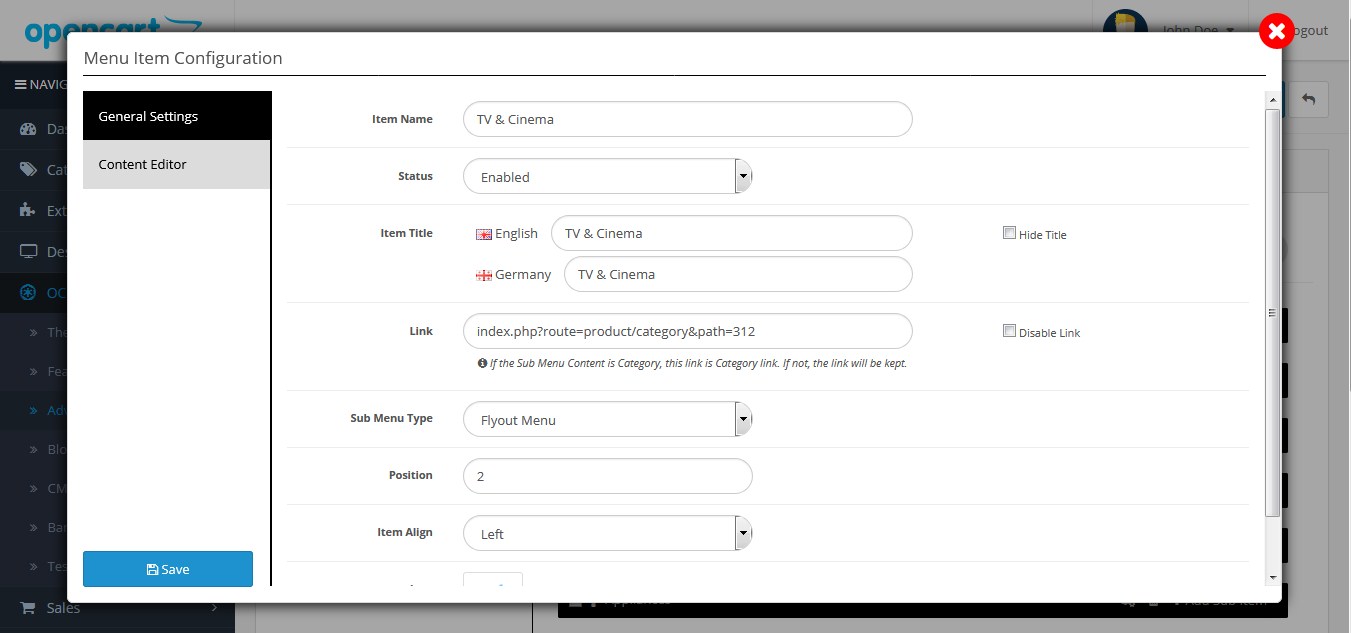 opencart
John Doe
ogout
Menu Item Configuration
NAVIG
General Settings
Content Editor
Item Name
TV & Cinema
Status
Enabled
Item Title
English
TV & Cinema
Hide Title
Germany
TV & Cinema
Link
index.php?route=product/category&path=312
Disable Link
If the Sub Menu Content is Category, this link is Category link. If not, the link will be kept.
Sub Menu Type
Flyout Menu
Position
2
Item Align
Left
Save
Das
Cat
Ext
Des
OC
The
Fea
Adv
Blo
CM
Ban
Tes
Sales